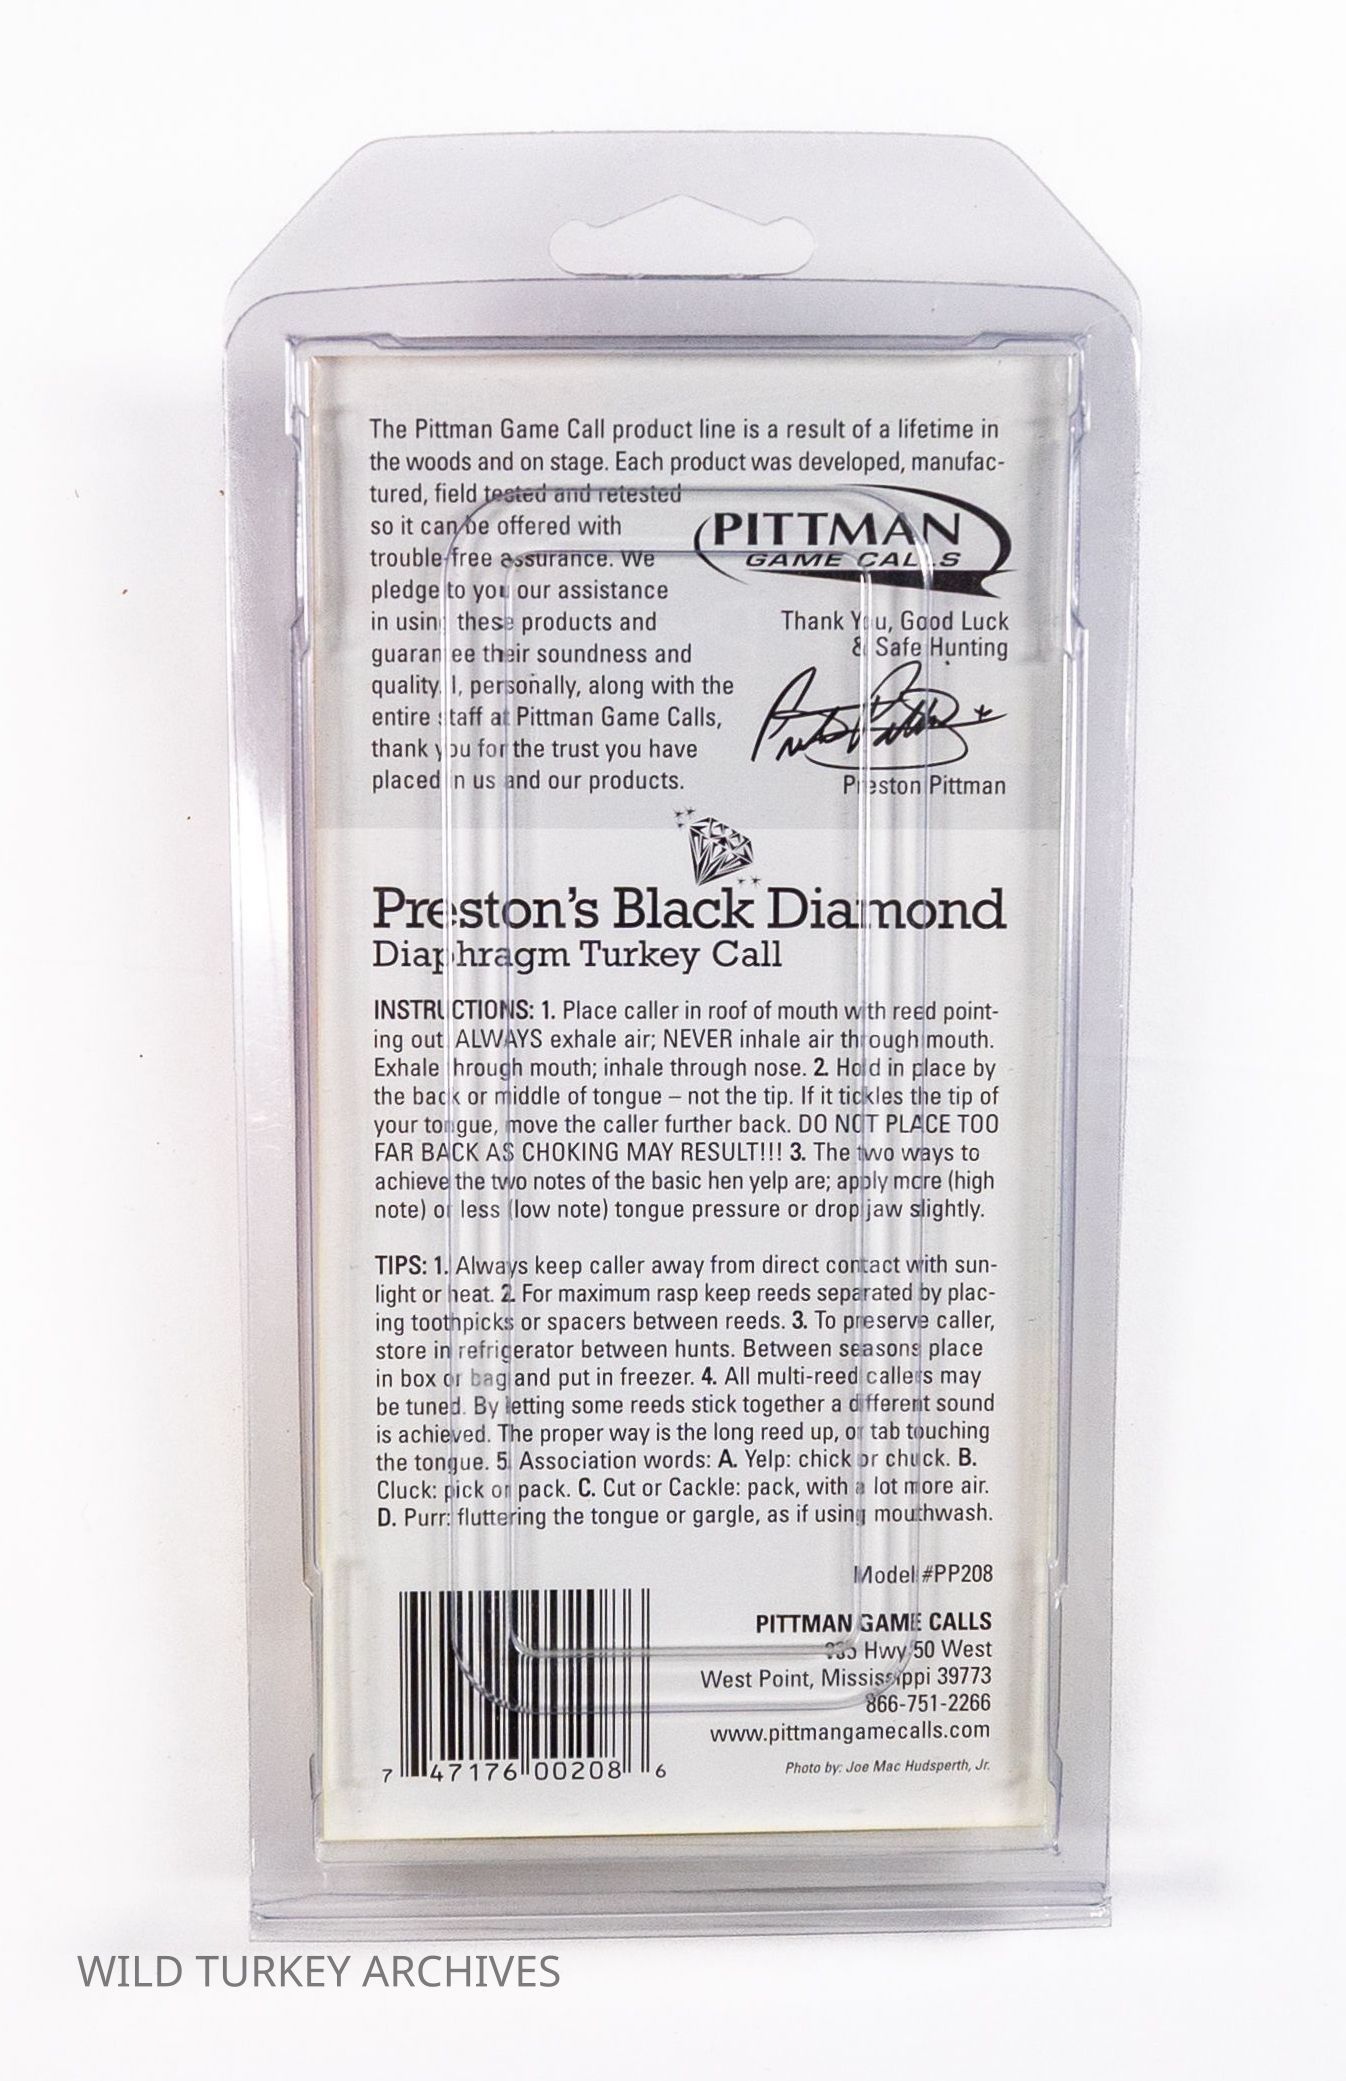 The Pittman Game Call product line is a result of a lifetime in
the woods and on stage. Each product was developed, manufac-
tured, field tested and retested
so it can be offered with
trouble-free assurance. We
pledge to you our assistance
in using these products and
guarantee their soundness and
quality. I, personally, along with the
entire staff at Pittman Game Calls,
thank you for the trust you have
placed in us and our products.
PITTMAN
GAME CALLS
Thank You, Good Luck
& Safe Hunting
Preston Pittman
Preston Pittman
Preston's Black Diamond
Diaphragm Turkey Call
INSTRUCTIONS: 1. Place caller in roof of mouth with reed point-
ing out. ALWAYS exhale air; NEVER inhale air through mouth.
Exhale through mouth; inhale through nose. 2. Hold in place by
the back or middle of tongue – not the tip. If it tickles the tip of
your tongue, move the caller further back. DO NOT PLACE TOO
FAR BACK AS CHOKING MAY RESULT!!! 3. The two ways to
achieve the two notes of the basic hen yelp are; apply more (high
note) or less (low note) tongue pressure or drop jaw slightly.
TIPS: 1. Always keep caller away from direct contact with sun-
light or heat. 2. For maximum rasp keep reeds separated by plac-
ing toothpicks or spacers between reeds. 3. To preserve caller,
store in refrigerator between hunts. Between seasons place
in box or bag and put in freezer. 4. All multi-reed callers may
be tuned. By letting some reeds stick together a different sound
is achieved. The proper way is the long reed up, or tab touching
the tongue. 5. Association words: A. Yelp: chick or chuck. B.
Cluck: pick or pack. C. Cut or Cackle: pack, with a lot more air.
D. Purr: fluttering the tongue or gargle, as if using mouthwash.
Model #PP208
PITTMAN GAME CALLS
Hwy 50 West
West Point, Mississippi 39773
866-751-2266
www.pittmangamecalls.com
Photo by: Joe Mac Hudsperth, Jr.
7 47176 00208 6
WILD TURKEY ARCHIVES